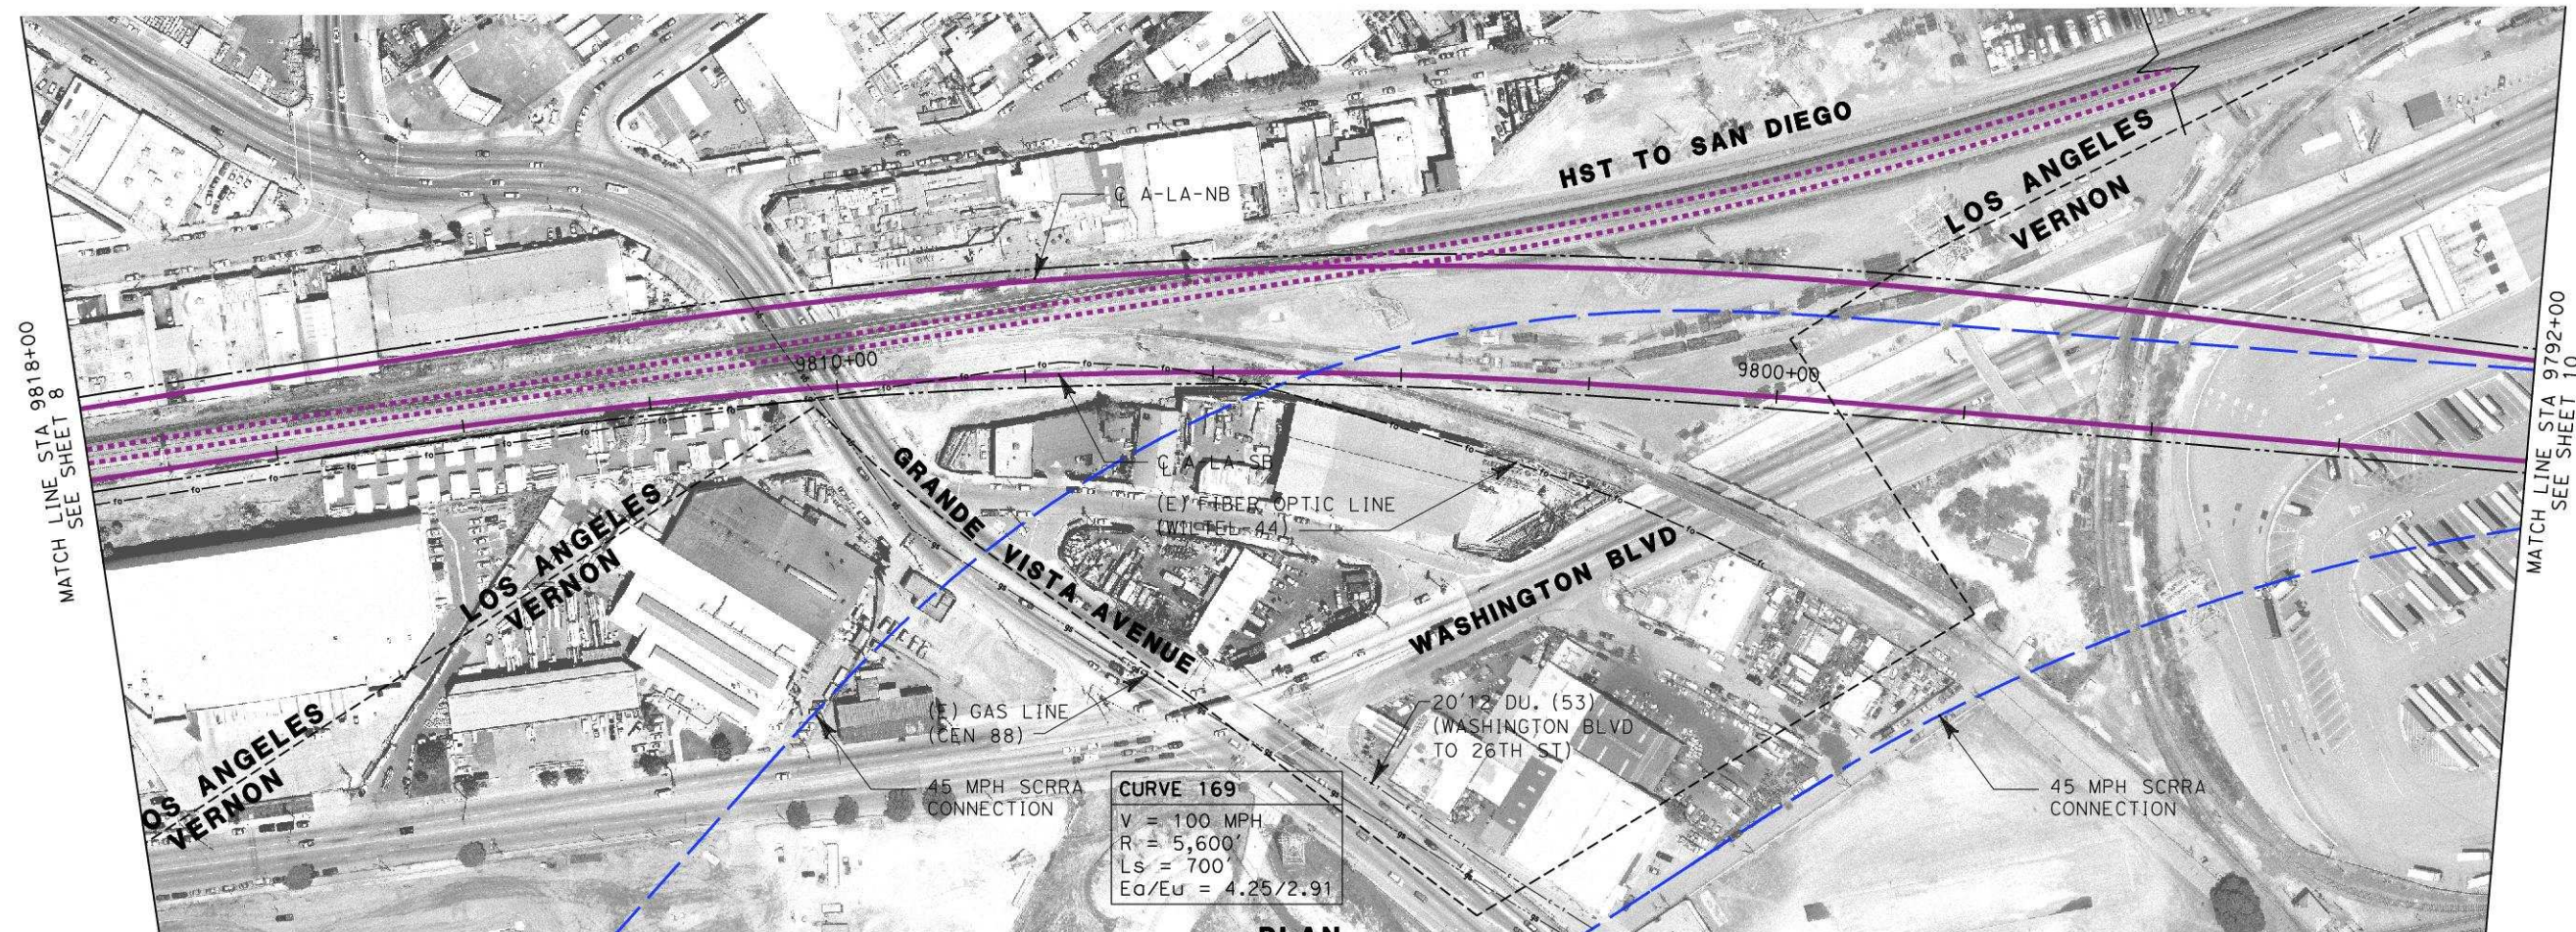 HST TO SAN DIEGO
LOS ANGELES
VERNON
℄ A-LA-NB
MATCH LINE STA 9818+00
SEE SHEET 8
MATCH LINE STA 9792+00
SEE SHEET 10
9810+00
9800+00
℄ A-LA-SB
GRANDE VISTA AVENUE
(E) FIBER OPTIC LINE
(WILTEL 44)
WASHINGTON BLVD
LOS ANGELES
VERNON
(E) GAS LINE
(CEN 88)
20'12 DU. (53)
(WASHINGTON BLVD
TO 26TH ST)
OS ANGELES
VERNON
45 MPH SCRRA
CONNECTION
45 MPH SCRRA
CONNECTION
CURVE 169
V = 100 MPH
R = 5,600'
Ls = 700'
Ea/Eu = 4.25/2.91
PLAN